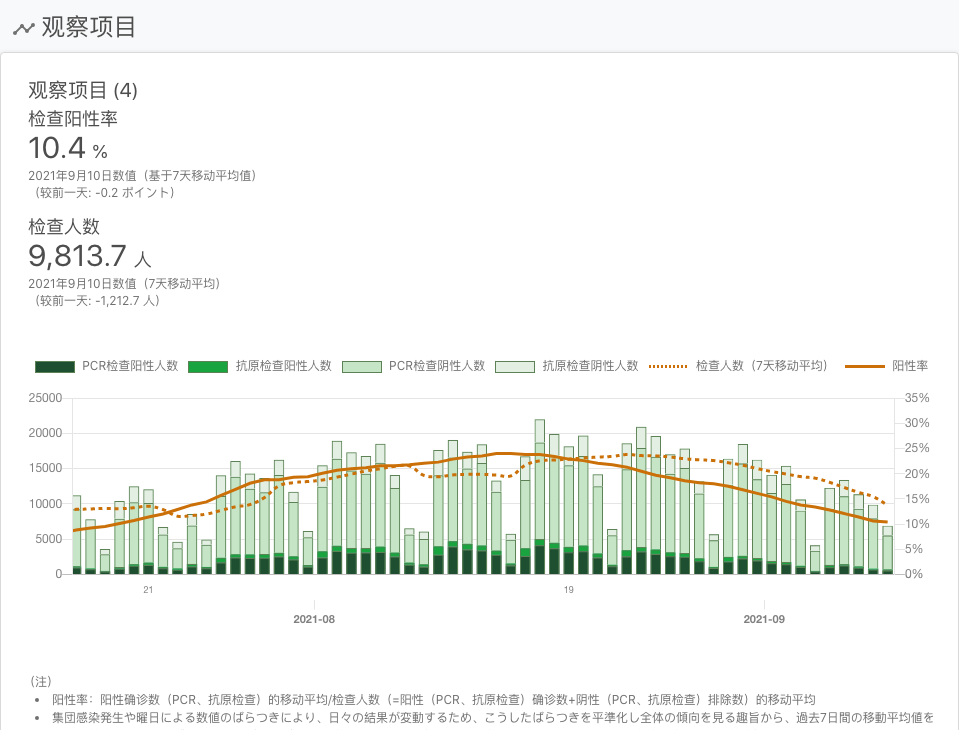 观察项目
观察项目 (4)
检查阳性率
10.4 %
2021年9月10日数值（基于7天移动平均值）
（较前一天: -0.2 ポイント）
检查人数
9,813.7 人
2021年9月10日数值（7天移动平均）
（较前一天: -1,212.7 人）
PCR检查阳性人数 抗原检查阳性人数 PCR检查阴性人数 抗原检查阴性人数 检查人数（7天移动平均） 阳性率
25000 35%
30%
20000
25%
15000 20%
15%
10000
10%
5000
5%
0 0%
21 19
2021-08 2021-09
（注）
• 阳性率：阳性确诊数（PCR、抗原检查）的移动平均/检查人数（=阳性（PCR、抗原检查）确诊数+阴性（PCR、抗原检查）排除数）的移动平均
• 集団感染発生や曜日による数値のばらつきにより、日々の結果が変動するため、こうしたばらつきを平準化し全体の傾向を見る趣旨から、過去7日間の移動平均値を